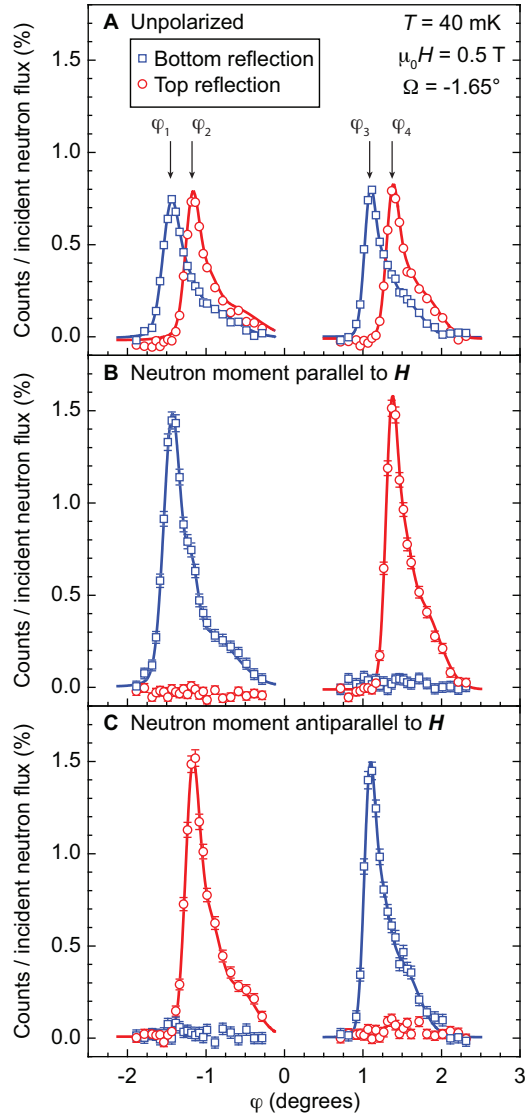 A Unpolarized
T = 40 mK
μ₀H = 0.5 T
Ω = -1.65°
Bottom reflection
Top reflection
φ₁ φ₂ φ₃ φ₄
Counts / incident neutron flux (%)
1.5
1.0
0.5
0.0
B Neutron moment parallel to H
Counts / incident neutron flux (%)
1.5
1.0
0.5
0.0
C Neutron moment antiparallel to H
Counts / incident neutron flux (%)
1.5
1.0
0.5
0.0
-2 -1 0 1 2 3
φ (degrees)